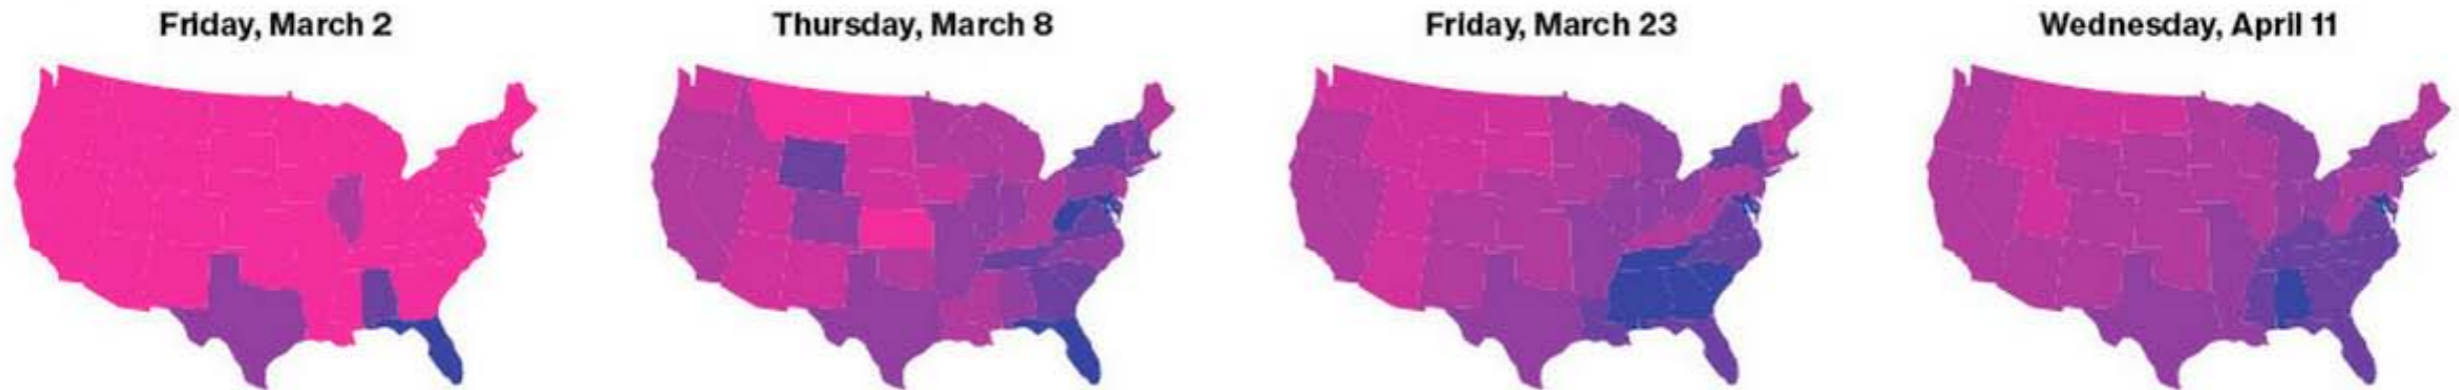 Friday, March 2
Thursday, March 8
Friday, March 23
Wednesday, April 11